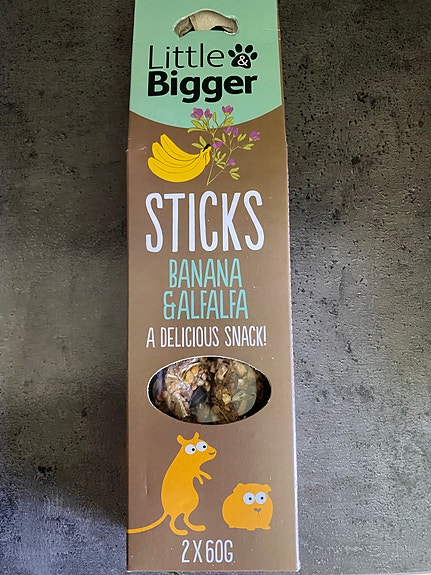 Little &
Bigger
STICKS
BANANA
& ALFALFA
A DELICIOUS SNACK!
2 X 60G